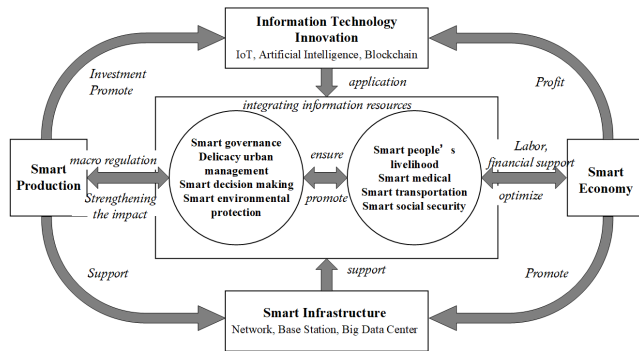 Information Technology
Innovation
IoT, Artificial Intelligence, Blockchain
Investment
Promote
application
Profit
integrating information resources
Smart governance
Delicacy urban
management
Smart decision making
Smart environmental
protection
ensure
promote
Smart people's
livelihood
Smart medical
Smart transportation
Smart social security
Smart
Production
macro regulation
Strengthening
the impact
Labor,
financial support
optimize
Smart
Economy
Support
support
Promote
Smart Infrastructure
Network, Base Station, Big Data Center